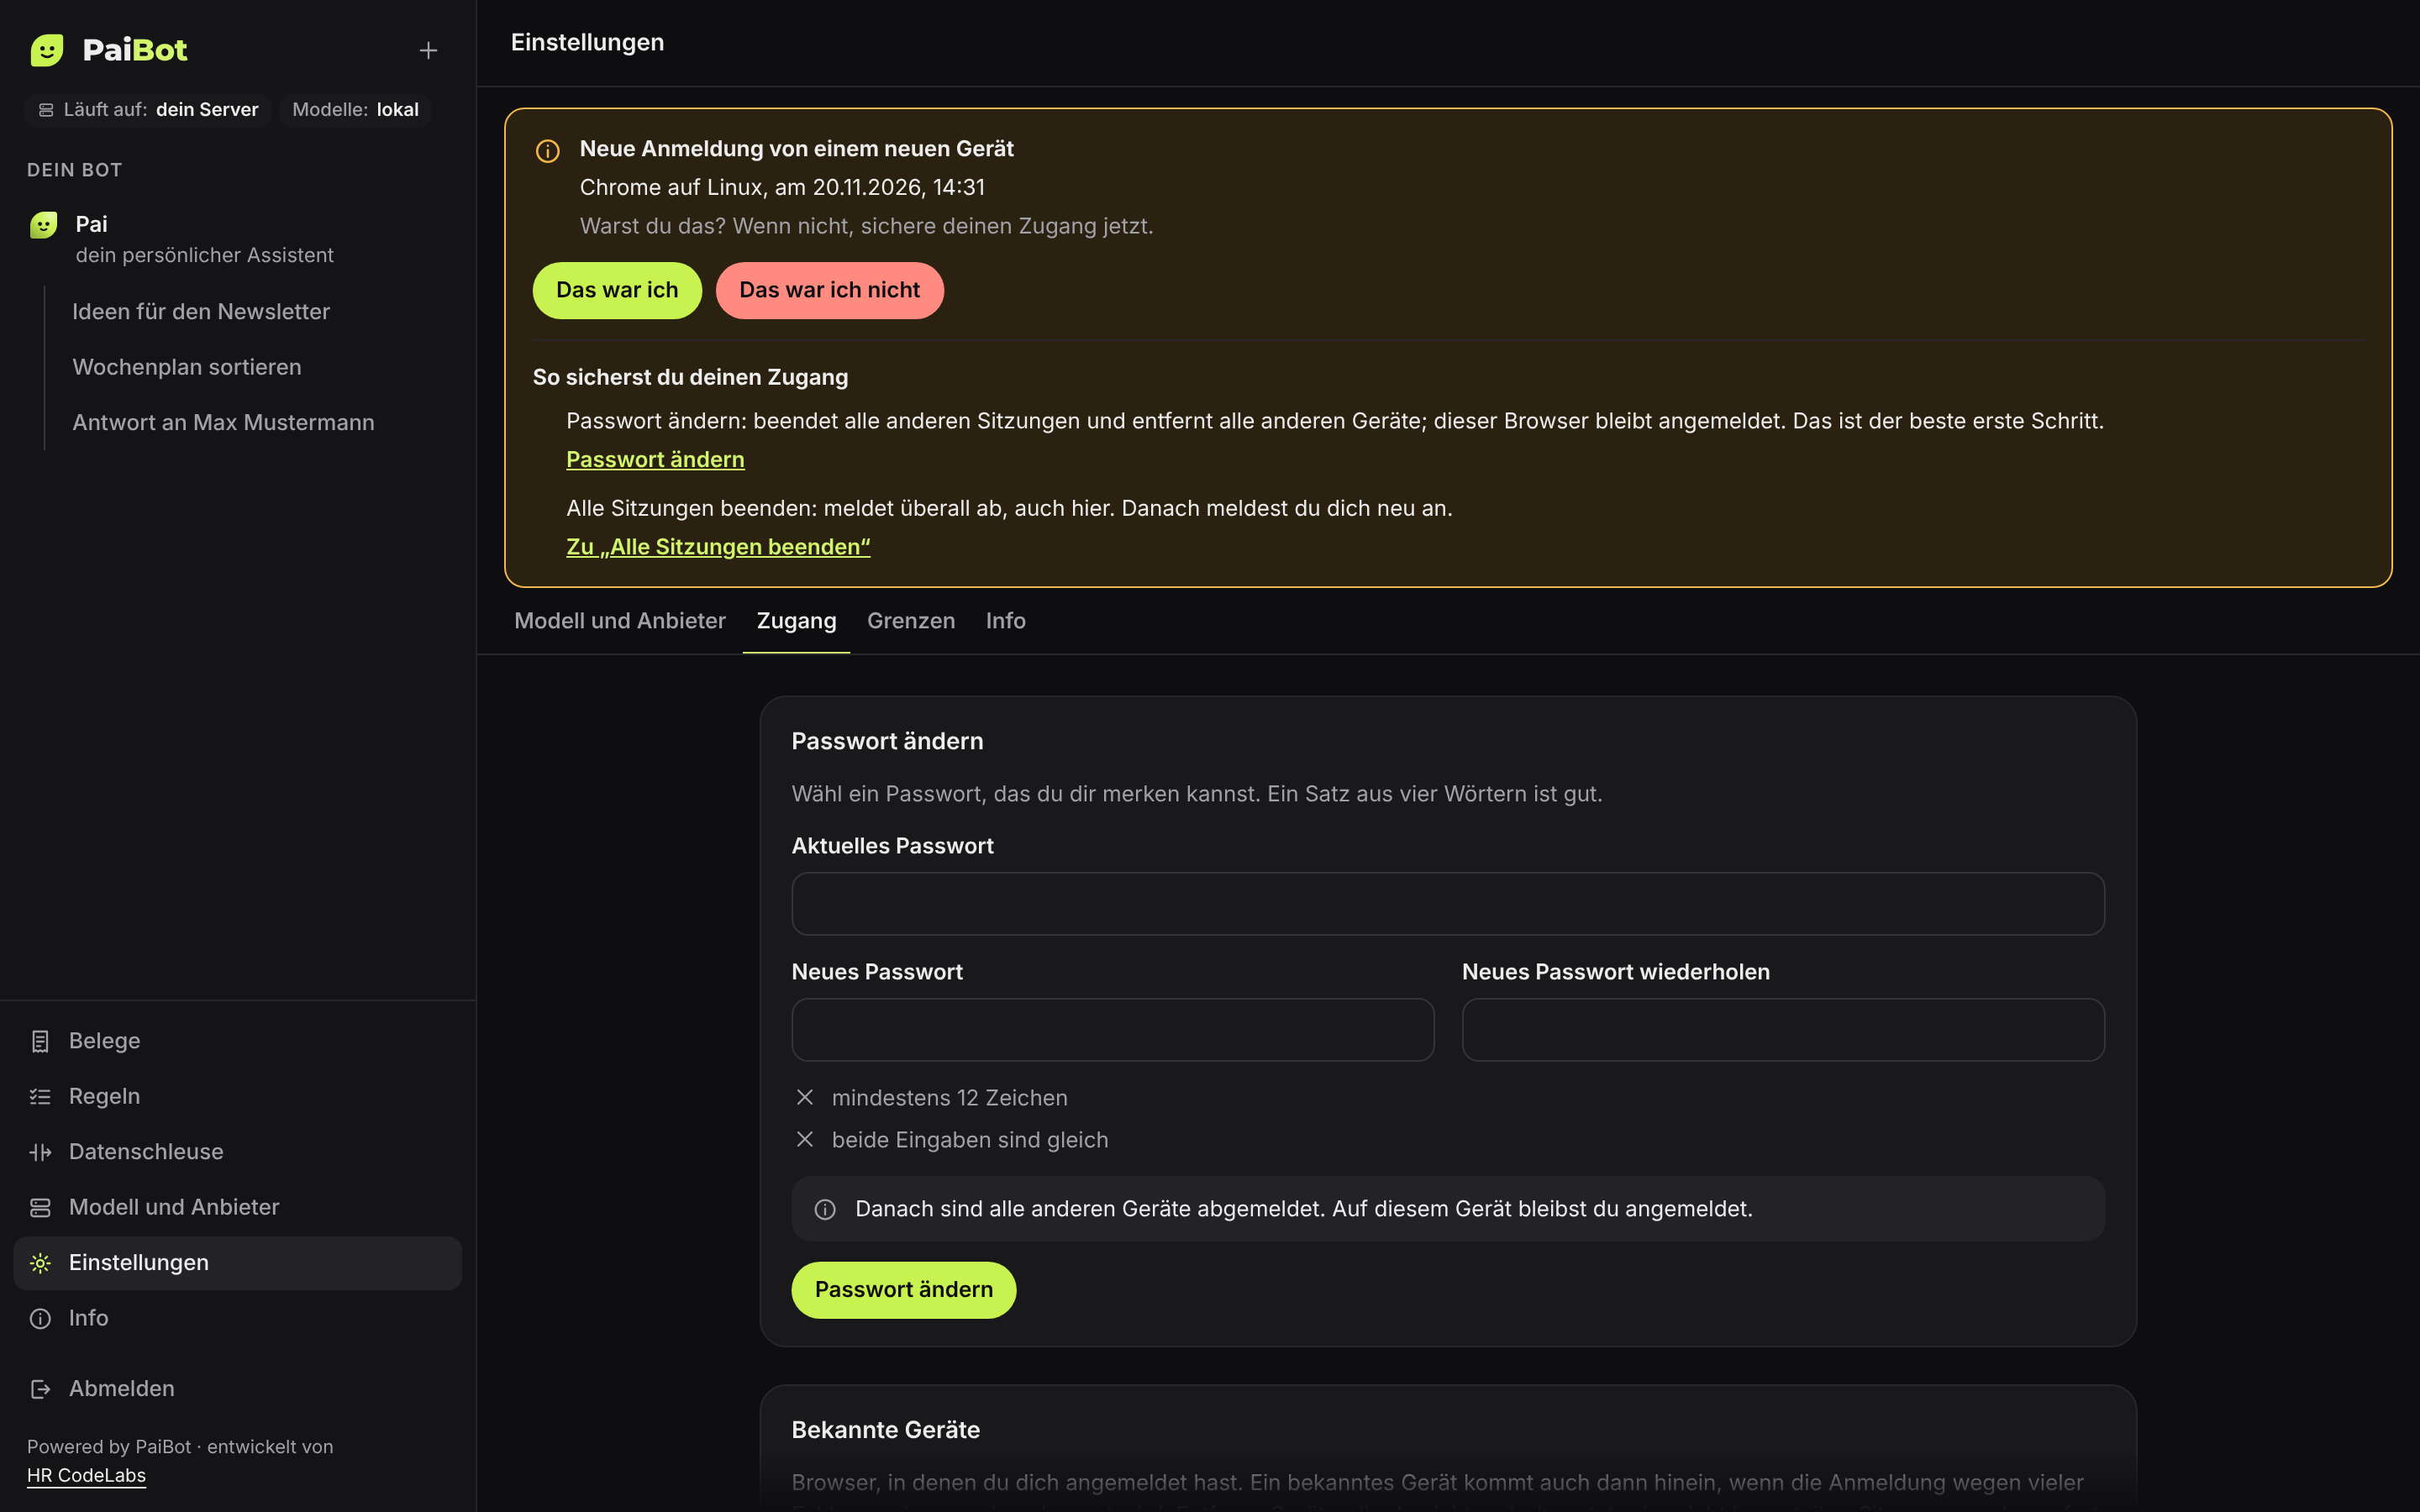 PaiBot
Läuft auf: dein Server
Modelle: lokal
DEIN BOT
Pai
dein persönlicher Assistent
Ideen für den Newsletter
Wochenplan sortieren
Antwort an Max Mustermann
Belege
Regeln
Datenschleuse
Modell und Anbieter
Einstellungen
Info
Abmelden
Powered by PaiBot · entwickelt von
HR CodeLabs
Einstellungen
Neue Anmeldung von einem neuen Gerät
Chrome auf Linux, am 20.11.2026, 14:31
Warst du das? Wenn nicht, sichere deinen Zugang jetzt.
Das war ich
Das war ich nicht
So sicherst du deinen Zugang
Passwort ändern: beendet alle anderen Sitzungen und entfernt alle anderen Geräte; dieser Browser bleibt angemeldet. Das ist der beste erste Schritt.
Passwort ändern
Alle Sitzungen beenden: meldet überall ab, auch hier. Danach meldest du dich neu an.
Zu „Alle Sitzungen beenden“
Modell und Anbieter
Zugang
Grenzen
Info
Passwort ändern
Wähl ein Passwort, das du dir merken kannst. Ein Satz aus vier Wörtern ist gut.
Aktuelles Passwort
Neues Passwort
Neues Passwort wiederholen
mindestens 12 Zeichen
beide Eingaben sind gleich
Danach sind alle anderen Geräte abgemeldet. Auf diesem Gerät bleibst du angemeldet.
Passwort ändern
Bekannte Geräte
Browser, in denen du dich angemeldet hast. Ein bekanntes Gerät kommt auch dann hinein, wenn die Anmeldung wegen vieler